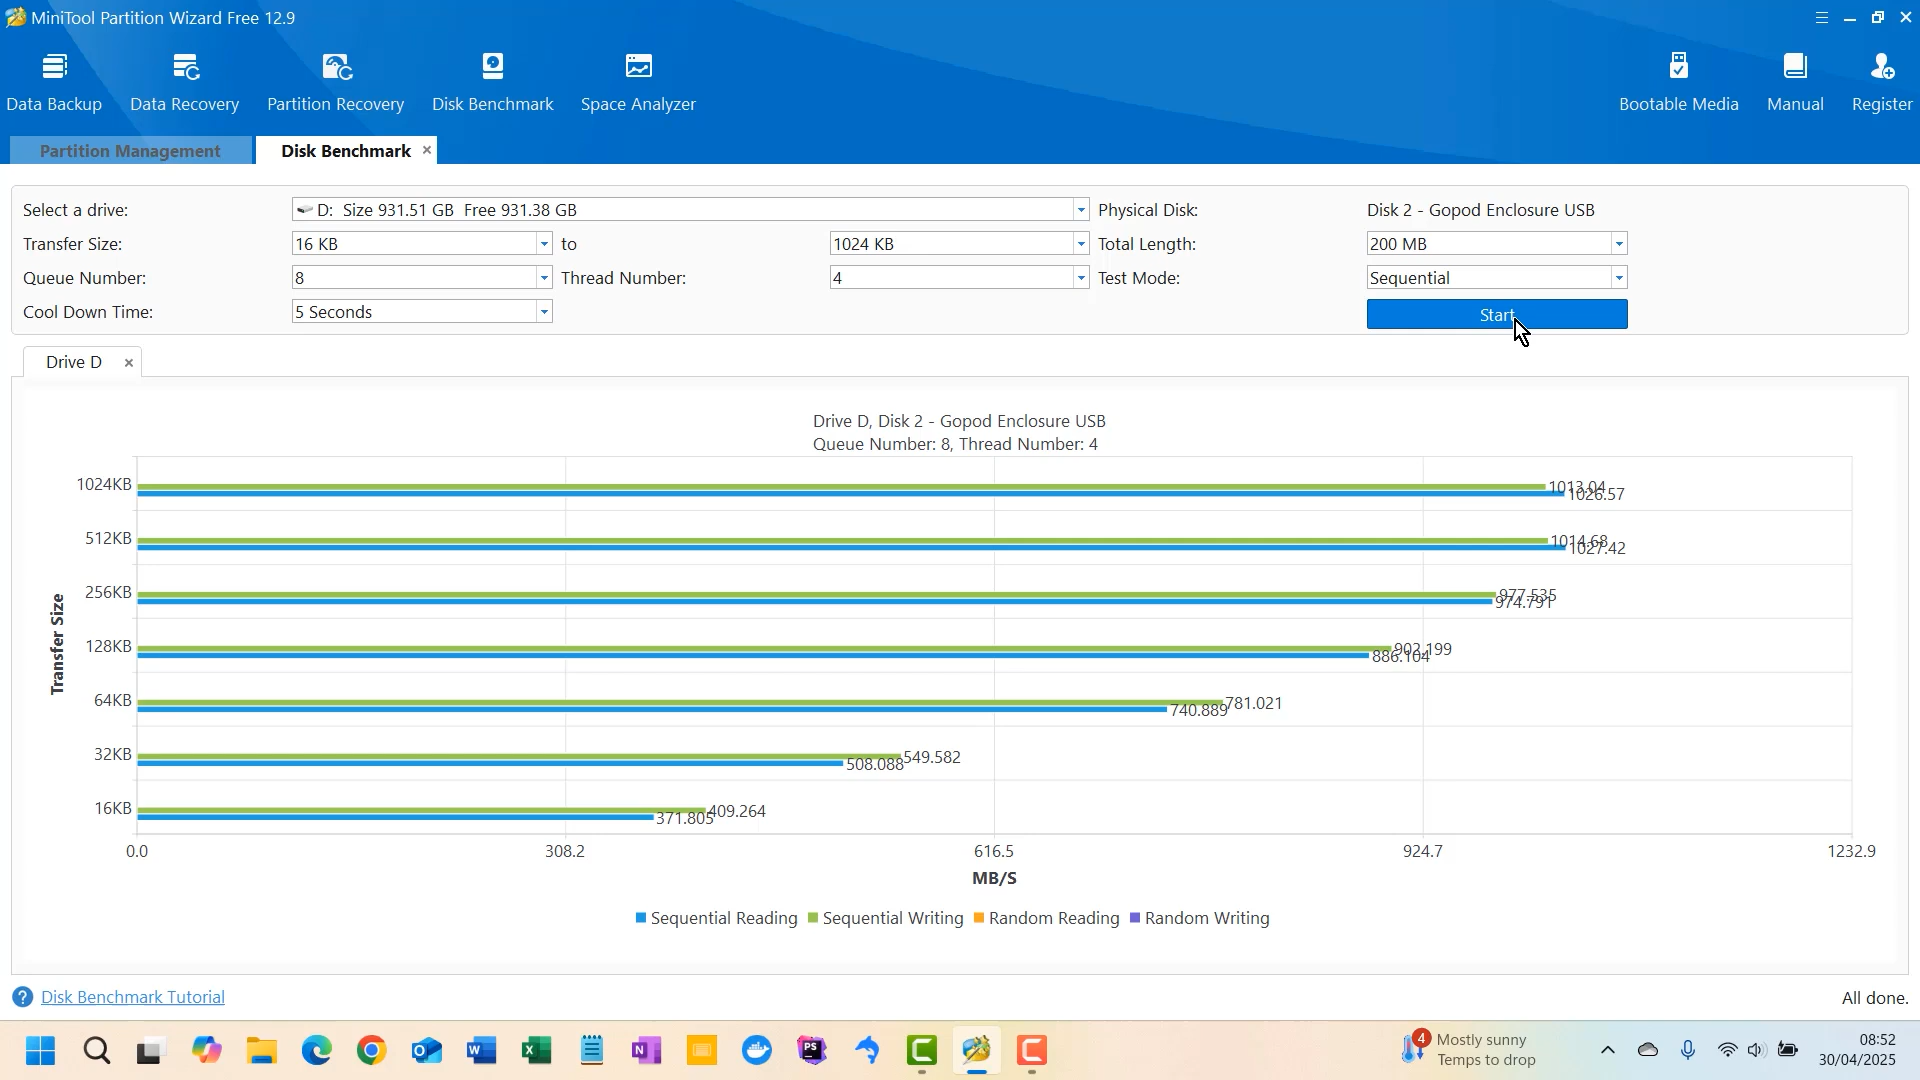 MiniTool Partition Wizard Free 12.9
Data Backup Data Recovery Partition Recovery Disk Benchmark Space Analyzer Bootable Media Manual Register
Partition Management Disk Benchmark
Select a drive: D: Size 931.51 GB Free 931.38 GB Physical Disk: Disk 2 - Gopod Enclosure USB
Transfer Size: 16 KB to 1024 KB Total Length: 200 MB
Queue Number: 8 Thread Number: 4 Test Mode: Sequential
Cool Down Time: 5 Seconds Start
Drive D
Drive D, Disk 2 - Gopod Enclosure USB
Queue Number: 8, Thread Number: 4
Transfer Size
1024KB 1013.04
1026.57
512KB 1014.68
1027.42
256KB 977.535
974.791
128KB 902.199
886.104
64KB 781.021
740.889
32KB 549.582
508.088
16KB 409.264
371.805
0.0 308.2 616.5 924.7 1232.9
MB/S
Sequential Reading Sequential Writing Random Reading Random Writing
? Disk Benchmark Tutorial All done.
4 Mostly sunny
Temps to drop
08:52
30/04/2025